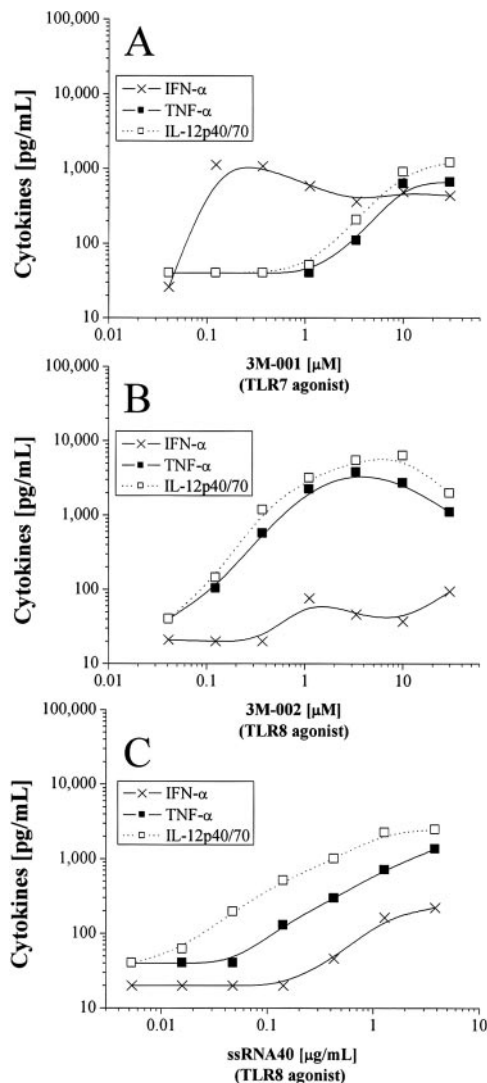 A
Cytokines [pg/mL]
100,000
10,000
1,000
100
10
IFN-α
TNF-α
IL-12p40/70
0.01
0.1
1
10
3M-001 [µM]
(TLR7 agonist)
B
Cytokines [pg/mL]
100,000
10,000
1,000
100
10
IFN-α
TNF-α
IL-12p40/70
0.01
0.1
1
10
3M-002 [µM]
(TLR8 agonist)
C
Cytokines [pg/mL]
100,000
10,000
1,000
100
10
IFN-α
TNF-α
IL-12p40/70
0.01
0.1
1
10
ssRNA40 [µg/mL]
(TLR8 agonist)